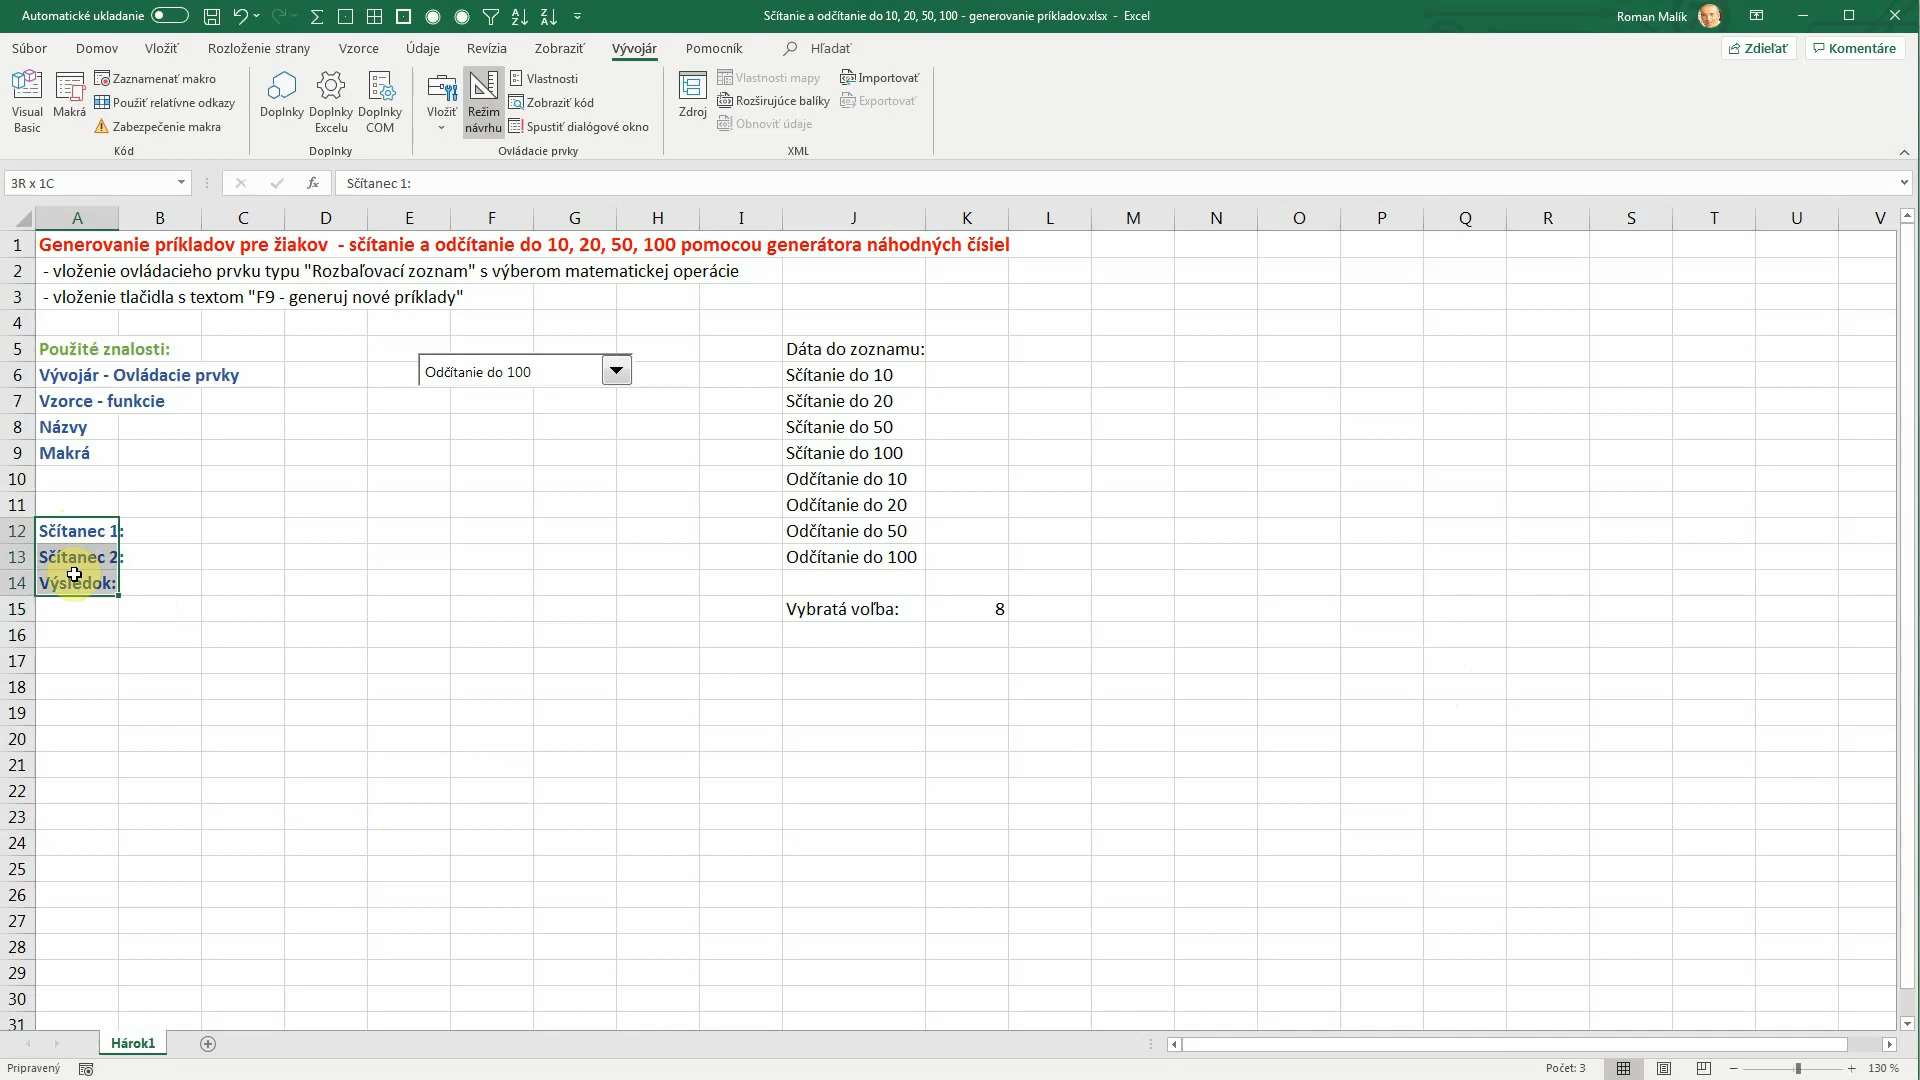 Automatické ukladanie
Sčítanie a odčítanie do 10, 20, 50, 100 - generovanie príkladov.xlsx - Excel
Roman Malík
Súbor Domov Vložiť Rozloženie strany Vzorce Údaje Revízia Zobraziť Vývojár Pomocník Hľadať
Zdieľať Komentáre
Visual Basic
Makrá
Zaznamenať makro
Použiť relatívne odkazy
Zabezpečenie makra
Kód
Doplnky
Doplnky Excelu
Doplnky COM
Doplnky
Vložiť
Režim návrhu
Vlastnosti
Zobraziť kód
Spustiť dialógové okno
Ovládacie prvky
Zdroj
Vlastnosti mapy
Rozširujúce balíky
Obnoviť údaje
Importovať
Exportovať
XML
3R x 1C
fx
Sčítanec 1:
A B C D E F G H I J K L M N O P Q R S T U V
1 Generovanie príkladov pre žiakov - sčítanie a odčítanie do 10, 20, 50, 100 pomocou generátora náhodných čísiel
2 - vloženie ovládacieho prvku typu "Rozbaľovací zoznam" s výberom matematickej operácie
3 - vloženie tlačidla s textom "F9 - generuj nové príklady"
4
5 Použité znalosti: Dáta do zoznamu:
6 Vývojár - Ovládacie prvky Odčítanie do 100 Sčítanie do 10
7 Vzorce - funkcie Sčítanie do 20
8 Názvy Sčítanie do 50
9 Makrá Sčítanie do 100
10 Odčítanie do 10
11 Odčítanie do 20
12 Sčítanec 1: Odčítanie do 50
13 Sčítanec 2: Odčítanie do 100
14 Výsledok:
15 Vybratá voľba: 8
16
17
18
19
20
21
22
23
24
25
26
27
28
29
30
31
Hárok1
Pripravený
Počet: 3
130 %